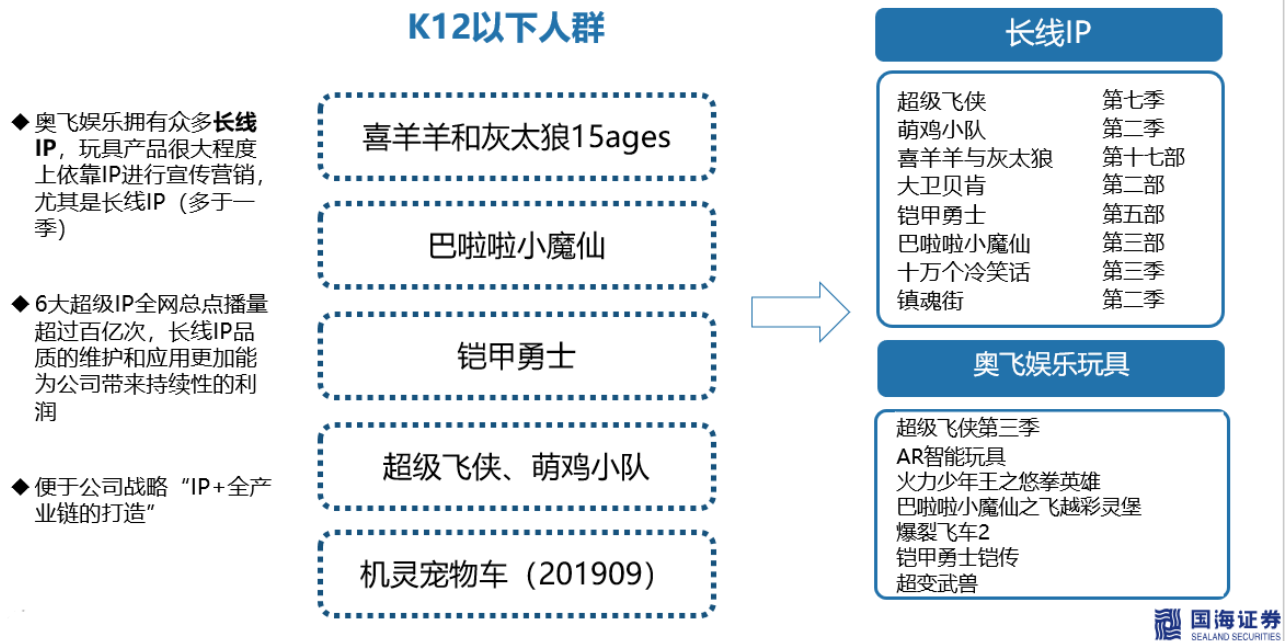 K12以下人群
◆ 奥飞娱乐拥有众多长线
IP，玩具产品很大程度
上依靠IP进行宣传营销，
尤其是长线IP（多于一
季）
◆ 6大超级IP全网总点播量
超过百亿次，长线IP品
质的维护和应用更加能
为公司带来持续性的利
润
◆ 便于公司战略“IP+全产
业链的打造”
喜羊羊和灰太狼15ages
巴啦啦小魔仙
铠甲勇士
超级飞侠、萌鸡小队
机灵宠物车（201909）
长线IP
超级飞侠 第七季
萌鸡小队 第二季
喜羊羊与灰太狼 第十七部
大卫贝肯 第二部
铠甲勇士 第五部
巴啦啦小魔仙 第三部
十万个冷笑话 第三季
镇魂街 第二季
奥飞娱乐玩具
超级飞侠第三季
AR智能玩具
火力少年王之悠拳英雄
巴啦啦小魔仙之飞越彩灵堡
爆裂飞车2
铠甲勇士铠传
超变武兽
国海证券
SEALAND SECURITIES